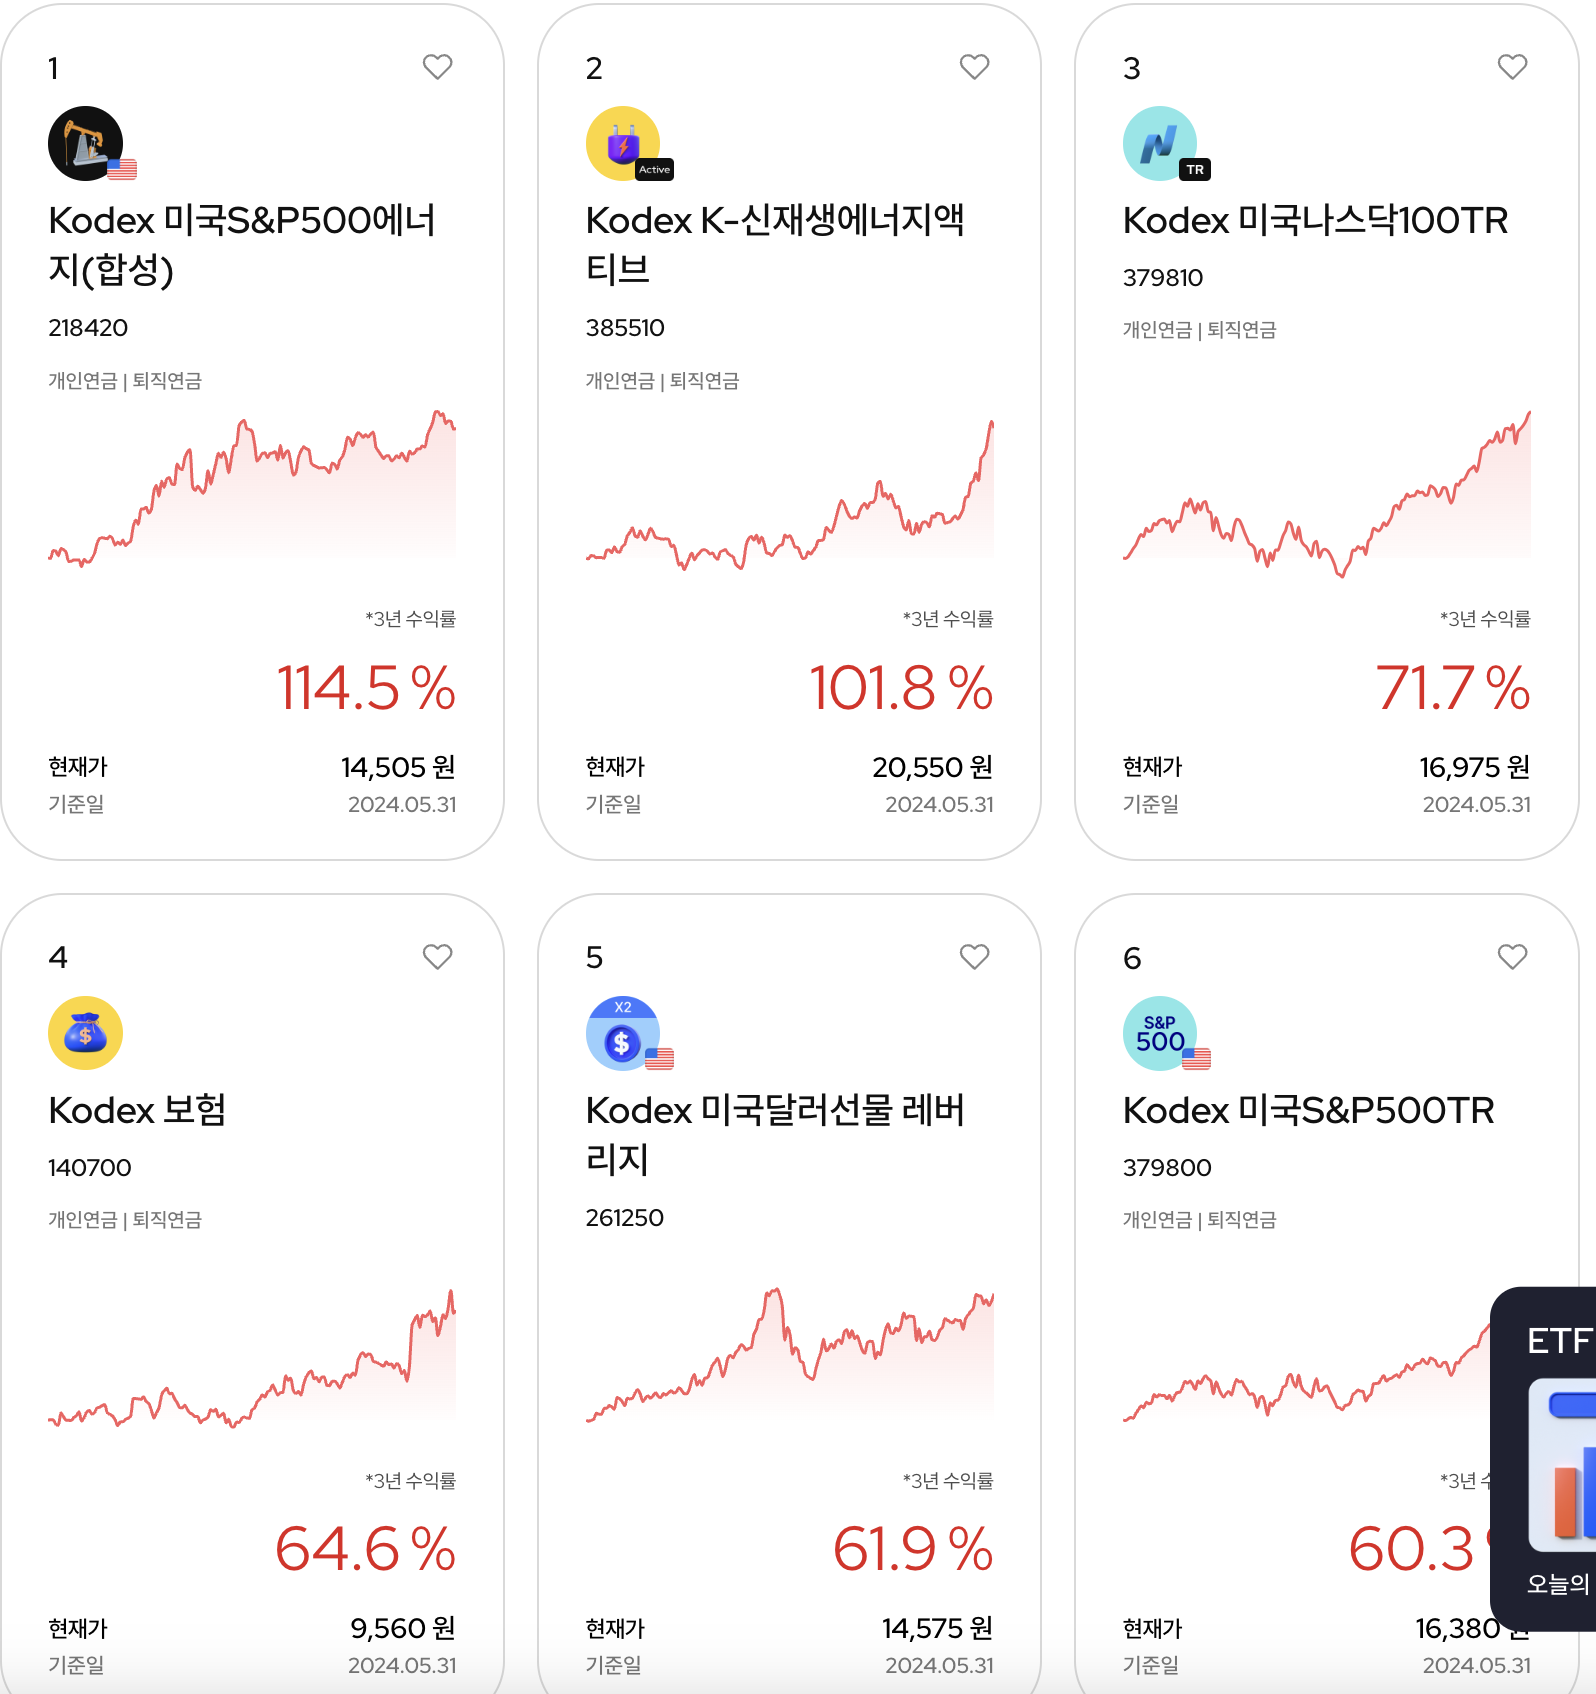 1
Kodex 미국S&P500에너
지(합성)
218420
개인연금 | 퇴직연금
*3년 수익률
114.5 %
현재가 14,505 원
기준일 2024.05.31
2
Active
Kodex K-신재생에너지액
티브
385510
개인연금 | 퇴직연금
*3년 수익률
101.8 %
현재가 20,550 원
기준일 2024.05.31
3
TR
Kodex 미국나스닥100TR
379810
개인연금 | 퇴직연금
*3년 수익률
71.7 %
현재가 16,975 원
기준일 2024.05.31
4
$
Kodex 보험
140700
개인연금 | 퇴직연금
*3년 수익률
64.6 %
현재가 9,560 원
기준일 2024.05.31
5
X2
$
Kodex 미국달러선물 레버
리지
261250
*3년 수익률
61.9 %
현재가 14,575 원
기준일 2024.05.31
6
S&P
500
Kodex 미국S&P500TR
379800
개인연금 | 퇴직연금
*3년
60.3
현재가 16,380 원
기준일 2024.05.31
ETF
오늘의